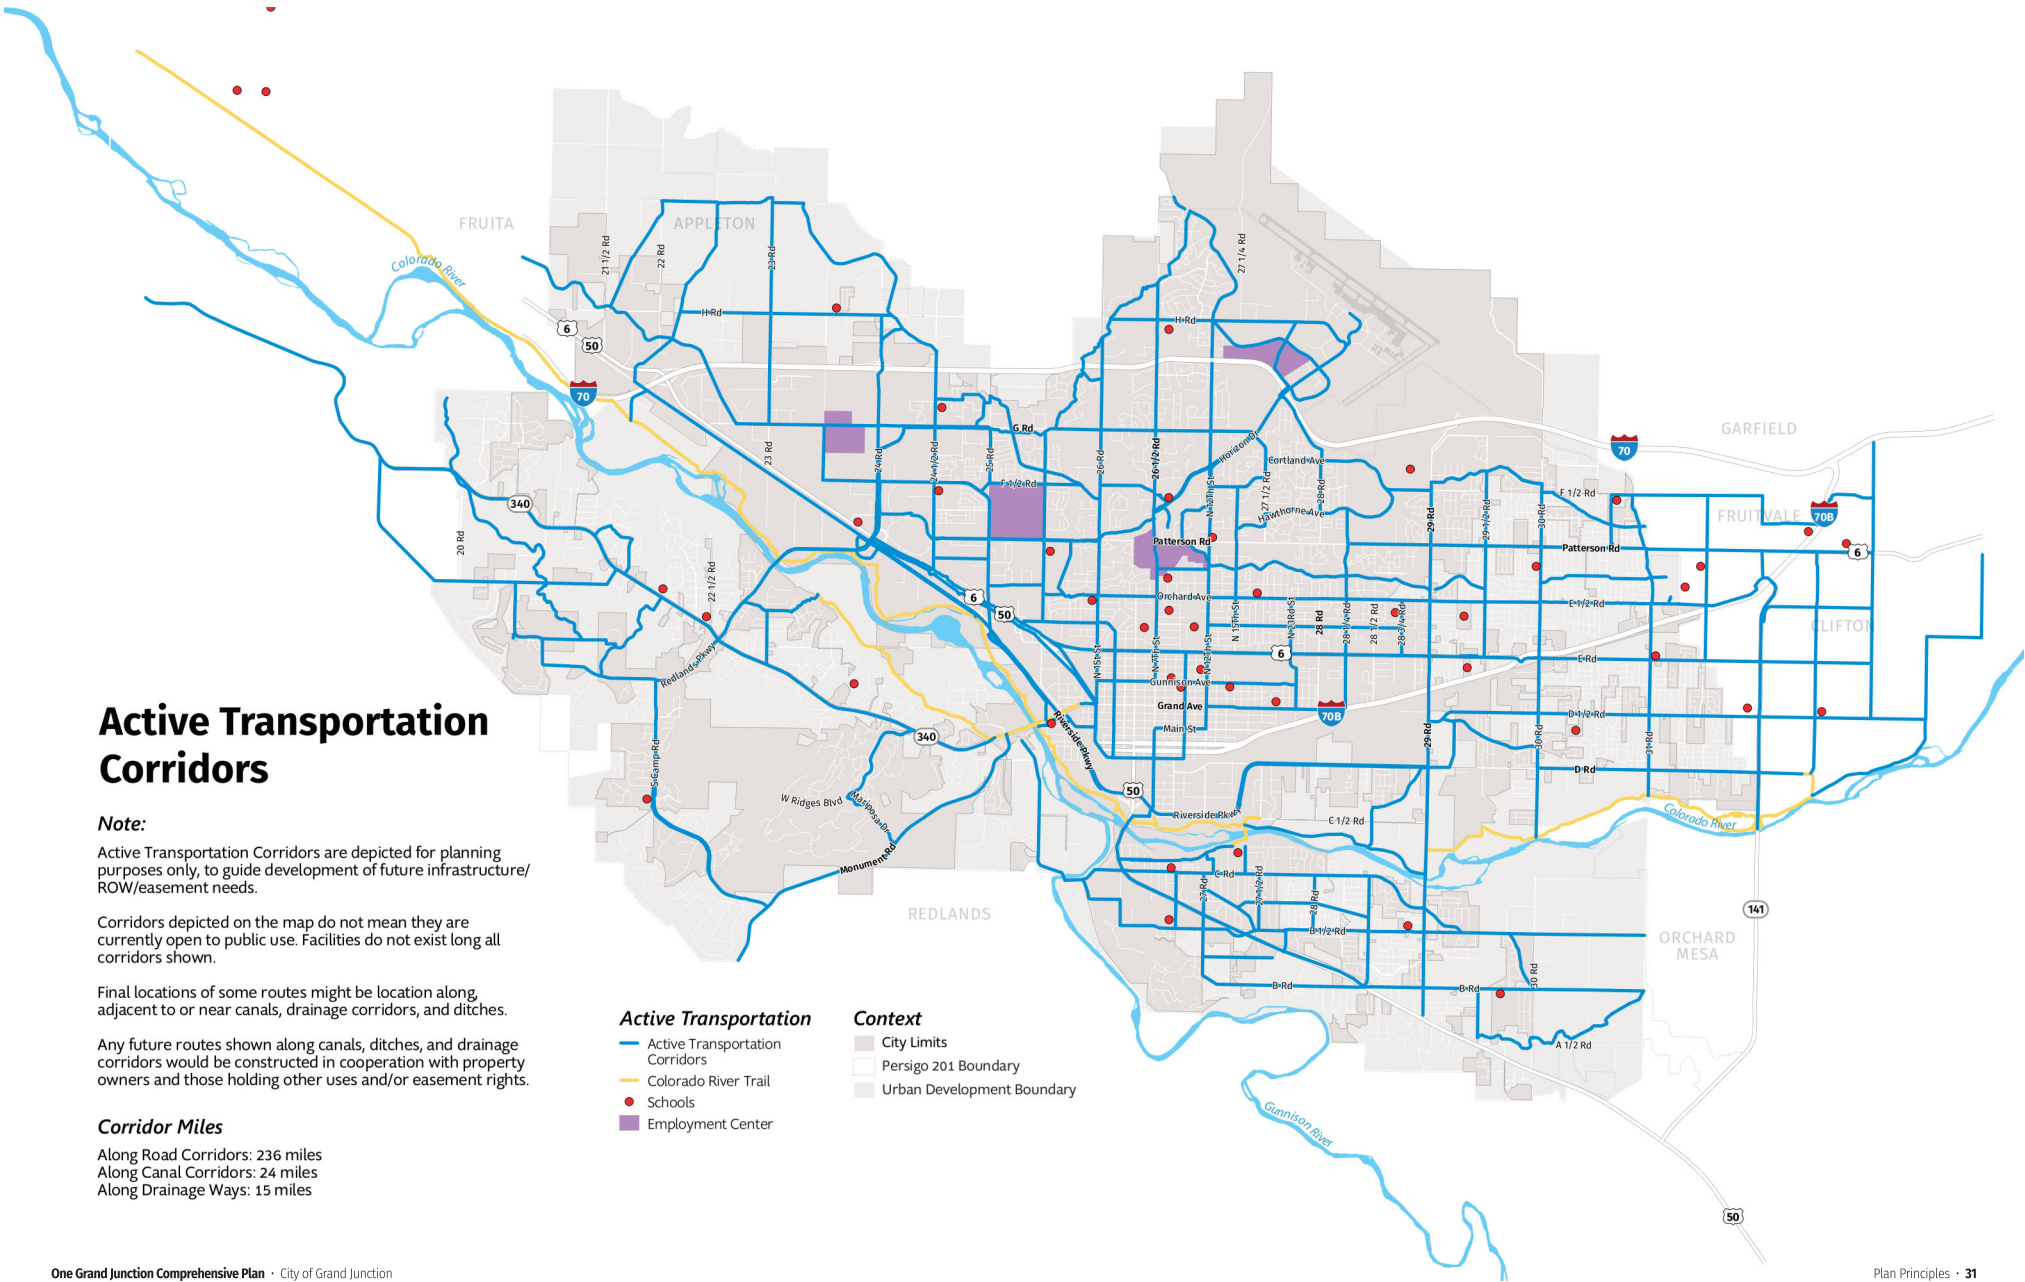 FRUITA
APPLETON
21 1/2 Rd
22 Rd
23 Rd
27 1/4 Rd
Colorado River
H Rd
H Rd
6
50
70
GARFIELD
70
G Rd
26 1/2 Rd
Horizon Dr
Cortland Ave
23 Rd
24 Rd
24 1/2 Rd
25 Rd
26 Rd
F 1/2 Rd
N 12Th St
27 1/2 Rd
28 Rd
Hawthorne Ave
29 Rd
29 1/2 Rd
30 Rd
F 1/2 Rd
FRUITVALE
70B
6
340
20 Rd
22 1/2 Rd
Patterson Rd
Patterson Rd
6
50
Orchard Ave
E 1/2 Rd
CLIFTON
N 1St St
N 7Th St
N 12Th St
N 15Th St
N 23Rd St
28 Rd
28 1/4 Rd
28 1/2 Rd
28 3/4 Rd
6
E Rd
Redlands Pkwy
Gunnison Ave
Grand Ave
Main St
70B
D 1/2 Rd
29 Rd
30 Rd
31 Rd
D Rd
Active Transportation
Corridors
S Camp Rd
340
Riverside Pkwy
50
W Ridges Blvd
Mariposa Dr
Monument Rd
Riverside Pkwy
C 1/2 Rd
Colorado River
REDLANDS
C Rd
27 Rd
27 1/2 Rd
28 Rd
B 1/2 Rd
141
ORCHARD
MESA
B Rd
B Rd
30 Rd
A 1/2 Rd
Gunnison River
50
Note:
Active Transportation Corridors are depicted for planning
purposes only, to guide development of future infrastructure/
ROW/easement needs.
Corridors depicted on the map do not mean they are
currently open to public use. Facilities do not exist long all
corridors shown.
Final locations of some routes might be location along,
adjacent to or near canals, drainage corridors, and ditches.
Any future routes shown along canals, ditches, and drainage
corridors would be constructed in cooperation with property
owners and those holding other uses and/or easement rights.
Corridor Miles
Along Road Corridors: 236 miles
Along Canal Corridors: 24 miles
Along Drainage Ways: 15 miles
Active Transportation
Active Transportation
Corridors
Colorado River Trail
Schools
Employment Center
Context
City Limits
Persigo 201 Boundary
Urban Development Boundary
One Grand Junction Comprehensive Plan · City of Grand Junction
Plan Principles · 31